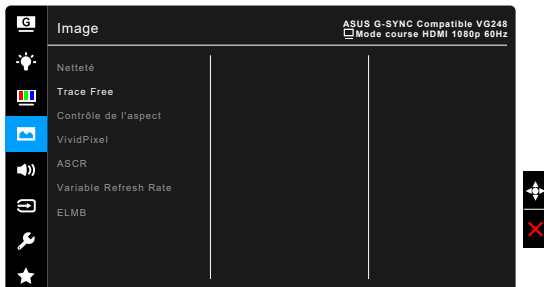 G
Image
ASUS G-SYNC Compatible VG248
Mode course HDMI 1080p 60Hz
Netteté
Trace Free
Contrôle de l'aspect
VividPixel
ASCR
Variable Refresh Rate
ELMB